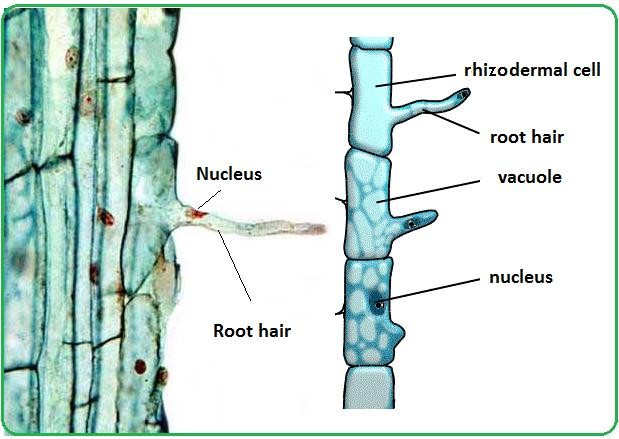 Nucleus
Root hair
rhizodermal cell
root hair
vacuole
nucleus